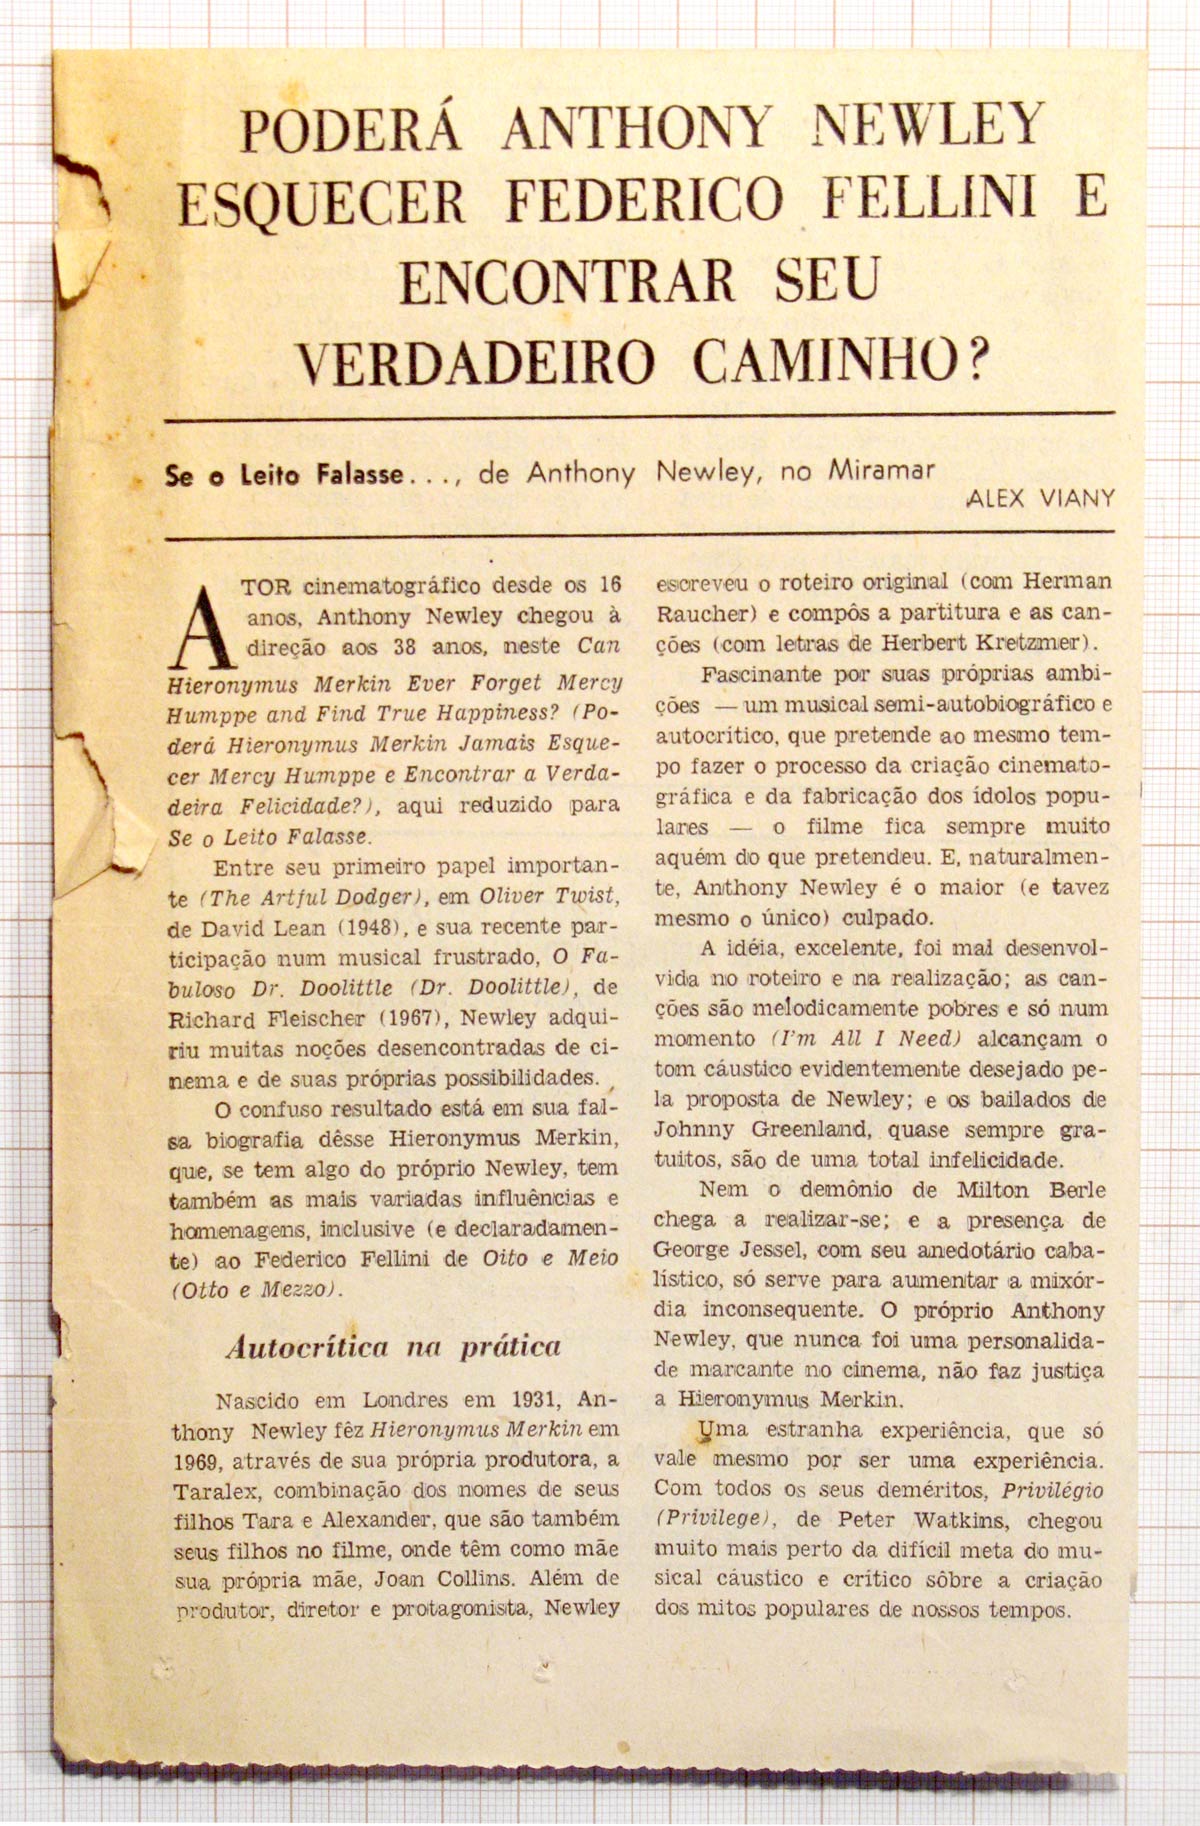 PODERÁ ANTHONY NEWLEY
ESQUECER FEDERICO FELLINI E
ENCONTRAR SEU
VERDADEIRO CAMINHO?
Se o Leito Falasse..., de Anthony Newley, no Miramar
ALEX VIANY
ATOR cinematográfico desde os 16
anos, Anthony Newley chegou à
direção aos 38 anos, neste Can
Hieronymus Merkin Ever Forget Mercy
Humppe and Find True Happiness? (Po-
derá Hieronymus Merkin Jamais Esque-
cer Mercy Humppe e Encontrar a Verda-
deira Felicidade?), aqui reduzido para
Se o Leito Falasse.
Entre seu primeiro papel importan-
te (The Artful Dodger), em Oliver Twist,
de David Lean (1948), e sua recente par-
ticipação num musical frustrado, O Fa-
buloso Dr. Doolittle (Dr. Doolittle), de
Richard Fleischer (1967), Newley adqui-
riu muitas noções desencontradas de ci-
nema e de suas próprias possibilidades.
O confuso resultado está em sua fal-
sa biografia dêsse Hieronymus Merkin,
que, se tem algo do próprio Newley, tem
também as mais variadas influências e
homenagens, inclusive (e declaradamen-
te) ao Federico Fellini de Oito e Meio
(Otto e Mezzo).
Autocrítica na prática
Nascido em Londres em 1931, An-
thony Newley fêz Hieronymus Merkin em
1969, através de sua própria produtora, a
Taralex, combinação dos nomes de seus
filhos Tara e Alexander, que são também
seus filhos no filme, onde têm como mãe
sua própria mãe, Joan Collins. Além de
produtor, diretor e protagonista, Newley
escreveu o roteiro original (com Herman
Raucher) e compôs a partitura e as can-
ções (com letras de Herbert Kretzmer).
Fascinante por suas próprias ambi-
ções — um musical semi-autobiográfico e
autocrítico, que pretende ao mesmo tem-
po fazer o processo da criação cinemato-
gráfica e da fabricação dos ídolos popu-
lares — o filme fica sempre muito
aquém do que pretendeu. E, naturalmen-
te, Anthony Newley é o maior (e tavez
mesmo o único) culpado.
A idéia, excelente, foi mal desenvol-
vida no roteiro e na realização; as can-
ções são melodicamente pobres e só num
momento (I'm All I Need) alcançam o
tom cáustico evidentemente desejado pe-
la proposta de Newley; e os bailados de
Johnny Greenland, quase sempre gra-
tuitos, são de uma total infelicidade.
Nem o demônio de Milton Berle
chega a realizar-se; e a presença de
George Jessel, com seu anedotário caba-
lístico, só serve para aumentar a mixór-
dia inconsequente. O próprio Anthony
Newley, que nunca foi uma personalida-
de marcante no cinema, não faz justiça
a Hieronymus Merkin.
Uma estranha experiência, que só
vale mesmo por ser uma experiência.
Com todos os seus deméritos, Privilégio
(Privilege), de Peter Watkins, chegou
muito mais perto da difícil meta do mu-
sical cáustico e crítico sôbre a criação
dos mitos populares de nossos tempos.